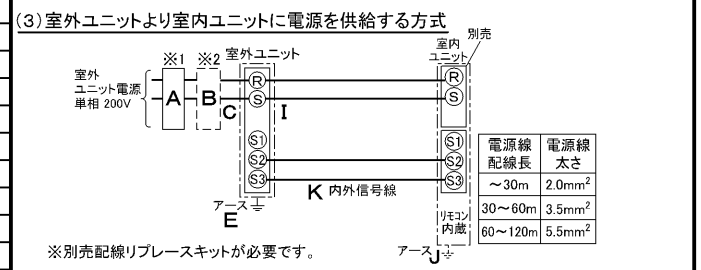 (3)室外ユニットより室内ユニットに電源を供給する方式
※1 ※2 室外ユニット
室内
ユニット
別売
室外
ユニット電源
単相 200V
A
B
C
I
R
S
S1
S2
S3
R
S
S1
S2
S3
K 内外信号線
アース
E
リモコン
内蔵
アース
J
電源線
配線長
電源線
太さ
～30m 2.0mm²
30～60m 3.5mm²
60～120m 5.5mm²
※別売配線リプレースキットが必要です。